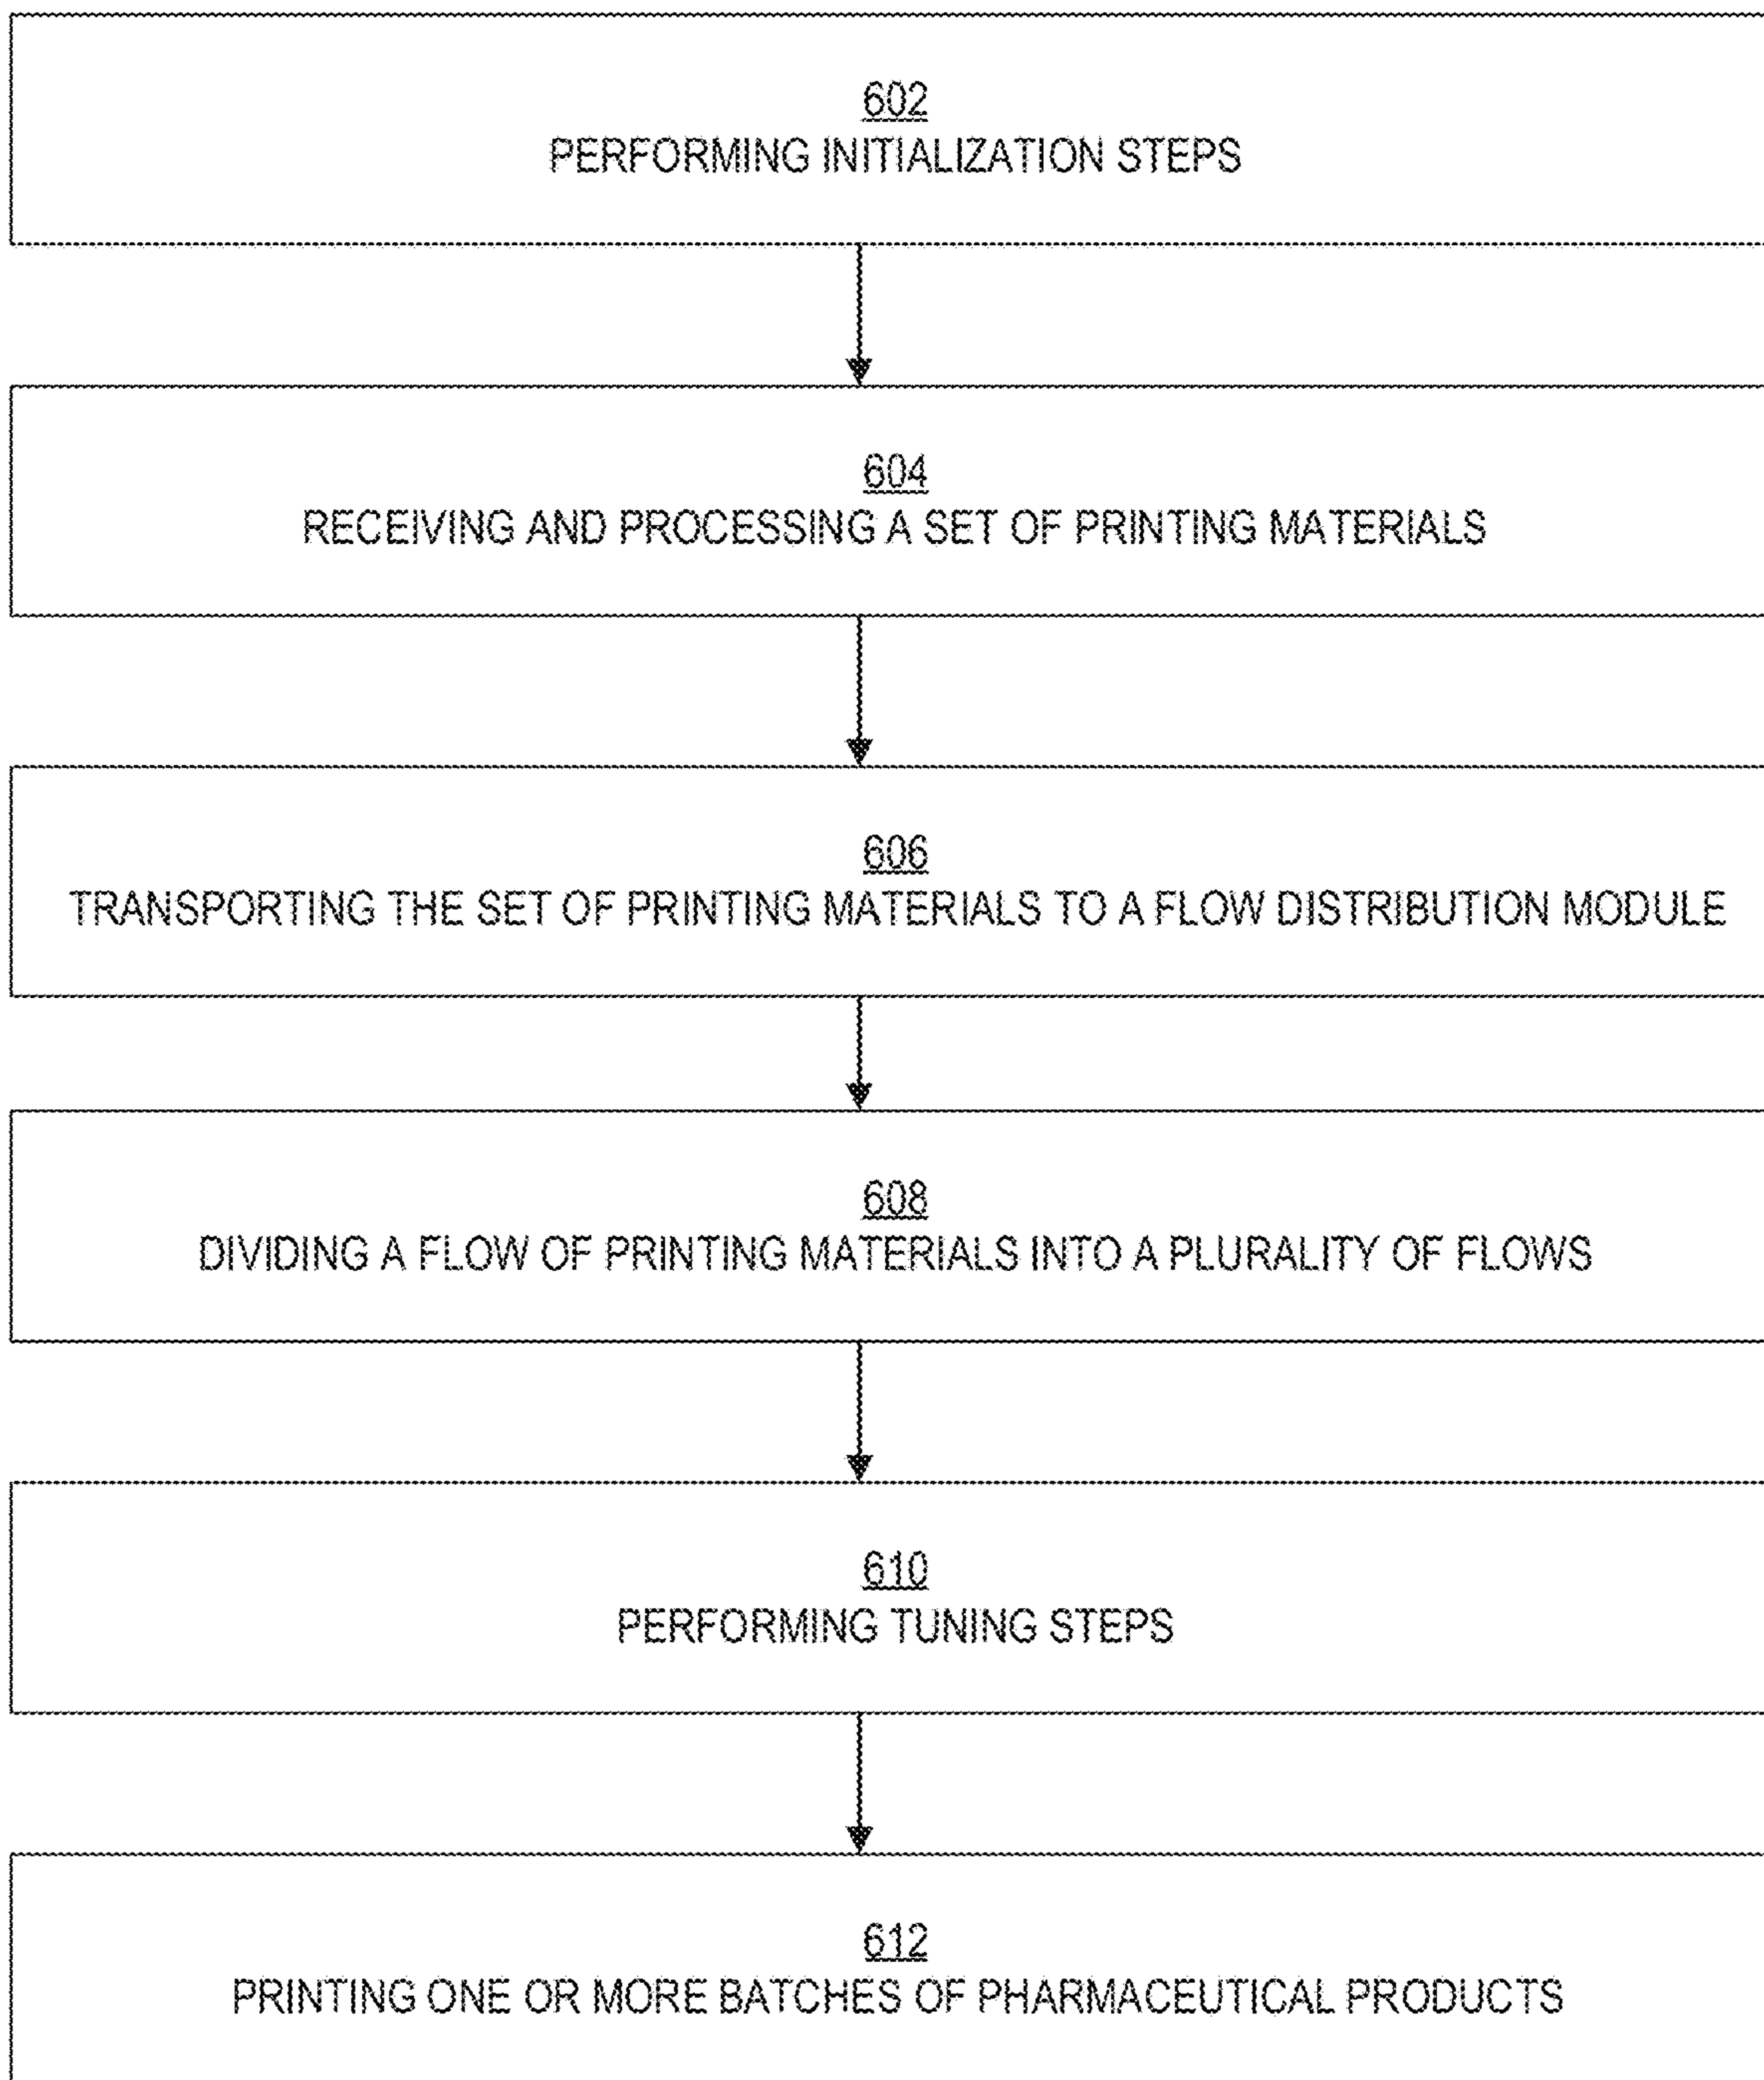 602
PERFORMING INITIALIZATION STEPS
604
RECEIVING AND PROCESSING A SET OF PRINTING MATERIALS
606
TRANSPORTING THE SET OF PRINTING MATERIALS TO A FLOW DISTRIBUTION MODULE
608
DIVIDING A FLOW OF PRINTING MATERIALS INTO A PLURALITY OF FLOWS
610
PERFORMING TUNING STEPS
612
PRINTING ONE OR MORE BATCHES OF PHARMACEUTICAL PRODUCTS